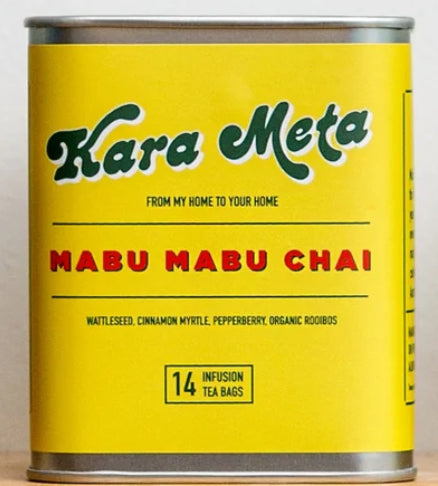 Kara Meta
FROM MY HOME TO YOUR HOME
MABU MABU CHAI
WATTLESEED, CINNAMON MYRTLE, PEPPERBERRY, ORGANIC ROOIBOS
14 INFUSION
TEA BAGS